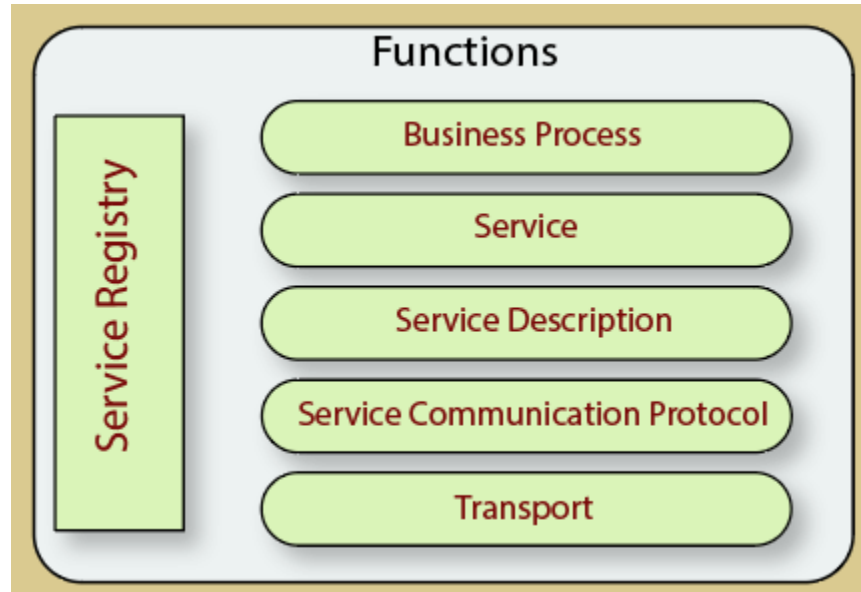 Functions
Service Registry
Business Process
Service
Service Description
Service Communication Protocol
Transport